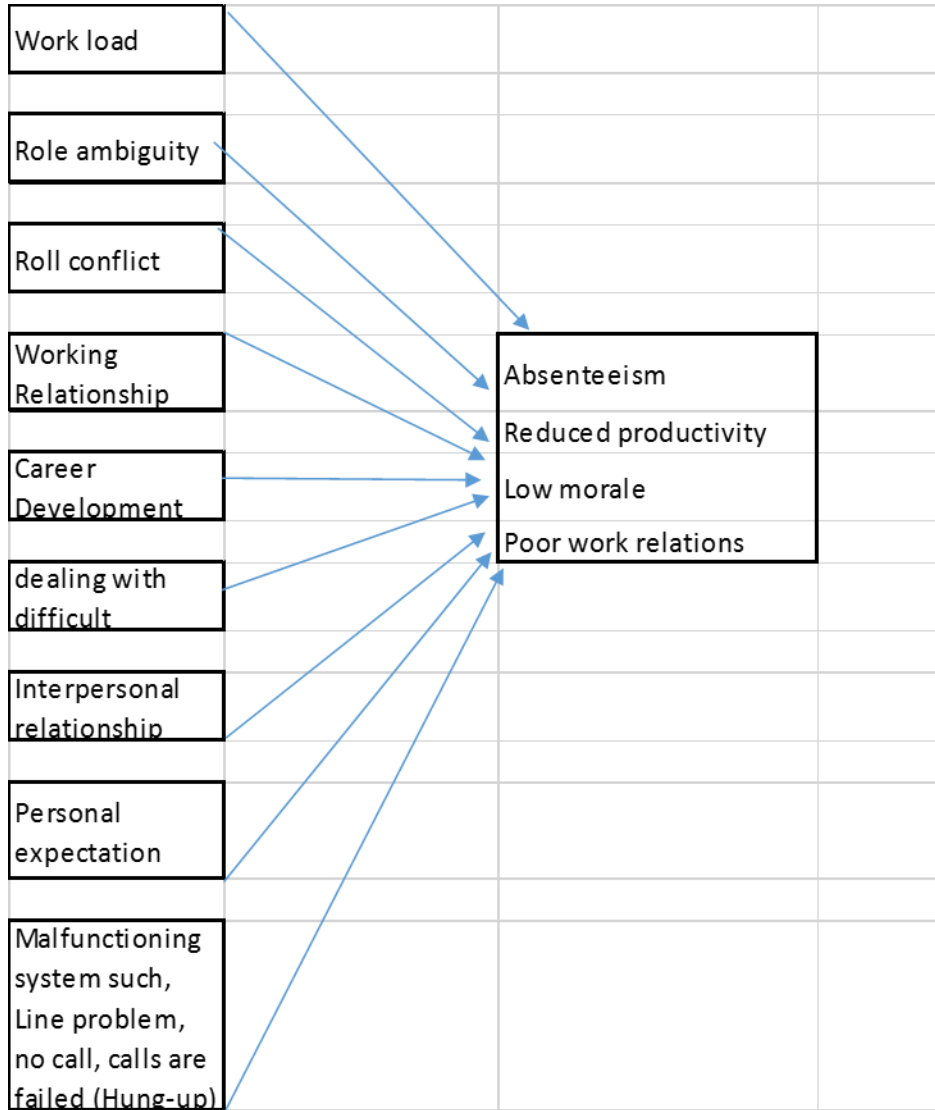 Work load
Role ambiguity
Roll conflict
Working
Relationship
Career
Development
dealing with
difficult
Interpersonal
relationship
Personal
expectation
Malfunctioning
system such,
Line problem,
no call, calls are
failed (Hung-up)
Absenteeism
Reduced productivity
Low morale
Poor work relations